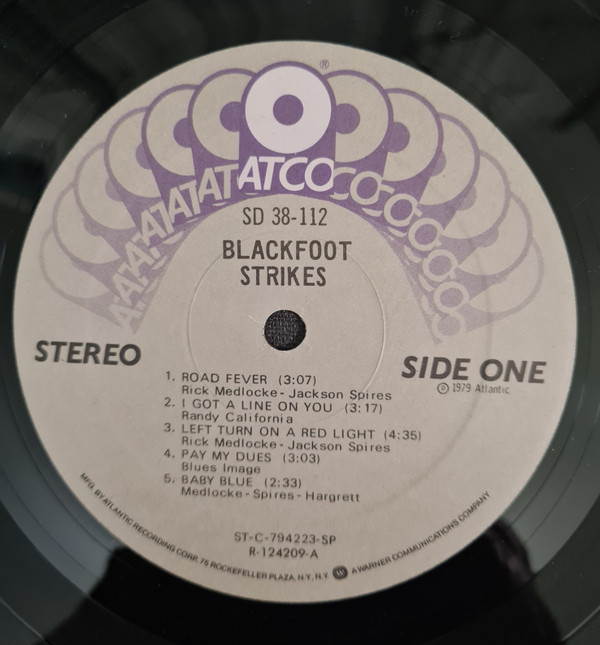 ®
ATATATATATATCOCOCOCOCOCO
SD 38-112
BLACKFOOT
STRIKES
STEREO
SIDE ONE
℗ 1979 Atlantic
1. ROAD FEVER (3:07)
Rick Medlocke - Jackson Spires
2. I GOT A LINE ON YOU (3:17)
Randy California
3. LEFT TURN ON A RED LIGHT (4:35)
Rick Medlocke - Jackson Spires
4. PAY MY DUES (3:03)
Blues Image
5. BABY BLUE (2:33)
Medlocke - Spires - Hargrett
ST-C-794223-SP
R-124209-A
MFG. BY ATLANTIC RECORDING CORP. 75 ROCKEFELLER PLAZA, N.Y., N.Y. A WARNER COMMUNICATIONS COMPANY